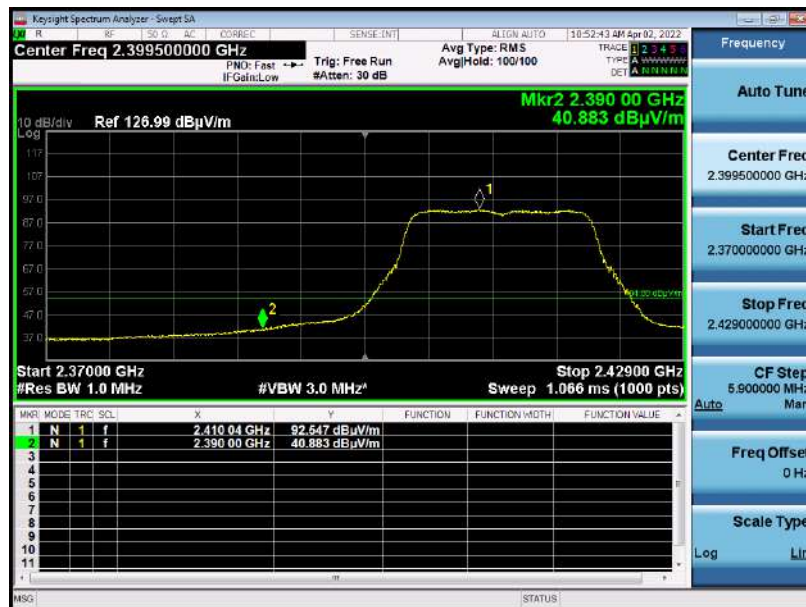 Keysight Spectrum Analyzer - Swept SA
R RF 50 Ω AC CORREC SENSE:INT ALIGN AUTO 10:52:43 AM Apr 02, 2022
Center Freq 2.399500000 GHz
PNO: Fast
IFGain:Low
Trig: Free Run
#Atten: 30 dB
Avg Type: RMS
Avg|Hold: 100/100
TRACE 1 2 3 4 5 6
TYPE A WWWWW
DET A N N N N N
Mkr2 2.390 00 GHz
40.883 dBµV/m
10 dB/div Ref 126.99 dBµV/m
Log
117
107
97.0
87.0
77.0
67.0
57.0
47.0
37.0
1
2
Start 2.37000 GHz Stop 2.42900 GHz
#Res BW 1.0 MHz #VBW 3.0 MHz* Sweep 1.066 ms (1000 pts)
MKR MODE TRC SCL X Y FUNCTION FUNCTION WIDTH FUNCTION VALUE
1 N 1 f 2.410 04 GHz 92.547 dBµV/m
2 N 1 f 2.390 00 GHz 40.883 dBµV/m
3
4
5
6
7
8
9
10
11
MSG STATUS
Frequency
Auto Tune
Center Freq
2.399500000 GHz
Start Freq
2.370000000 GHz
Stop Freq
2.429000000 GHz
CF Step
5.900000 MHz
Auto Man
Freq Offset
0 Hz
Scale Type
Log Lin